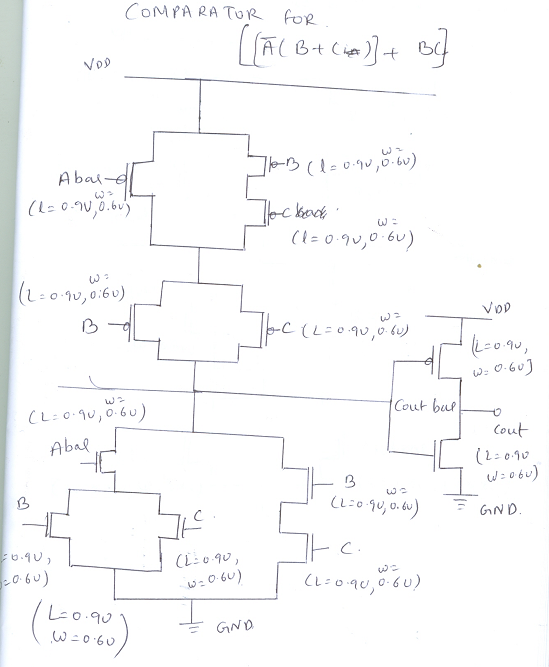 COMPARATOR FOR
[[Ā(B+C)]+ BC]
VDD
Abar
w=
(l= 0.9U, 0.6U)
B (l= 0.9U, 0.6U)
w=
C
w=
(l= 0.9U, 0.6U)
w=
(L= 0.9U, 0.6U)
B
w=
C (L= 0.9U, 0.6U)
VDD
(L=0.9U,
w= 0.6U)
Cout bar
Cout
(L=0.9U
W=0.6U)
GND.
w=
(L= 0.9U, 0.6U)
Abar
B
w=
(L=0.9U, 0.6U)
B
C.
=0.9U,
=0.6U)
(L=0.9U,
w=0.6U)
C.
w=
(L= 0.9U, 0.6U)
(L=0.9U
W=0.6U)
GND